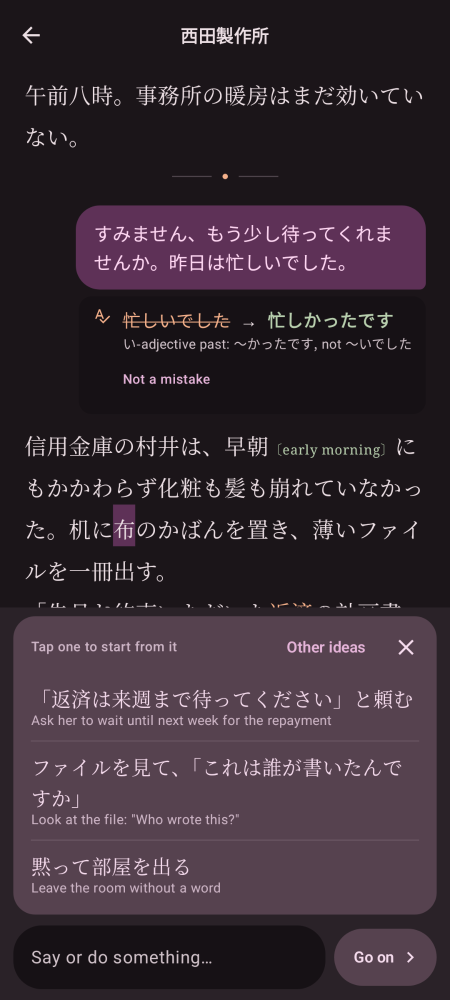 西田製作所
午前八時。事務所の暖房はまだ効いてい
ない。
すみません、もう少し待ってくれま
せんか。昨日は忙しいでした。
忙しいでした → 忙しかったです
い-adjective past: 〜かったです, not 〜いでした
Not a mistake
信用金庫の村井は、早朝［early morning］に
もかかわらず化粧も髪も崩れていなかっ
た。机に布のかばんを置き、薄いファイ
ルを一冊出す。
Tap one to start from it
Other ideas
「返済は来週まで待ってください」と頼む
Ask her to wait until next week for the repayment
ファイルを見て、「これは誰が書いたんで
すか」
Look at the file: "Who wrote this?"
黙って部屋を出る
Leave the room without a word
Say or do something…
Go on